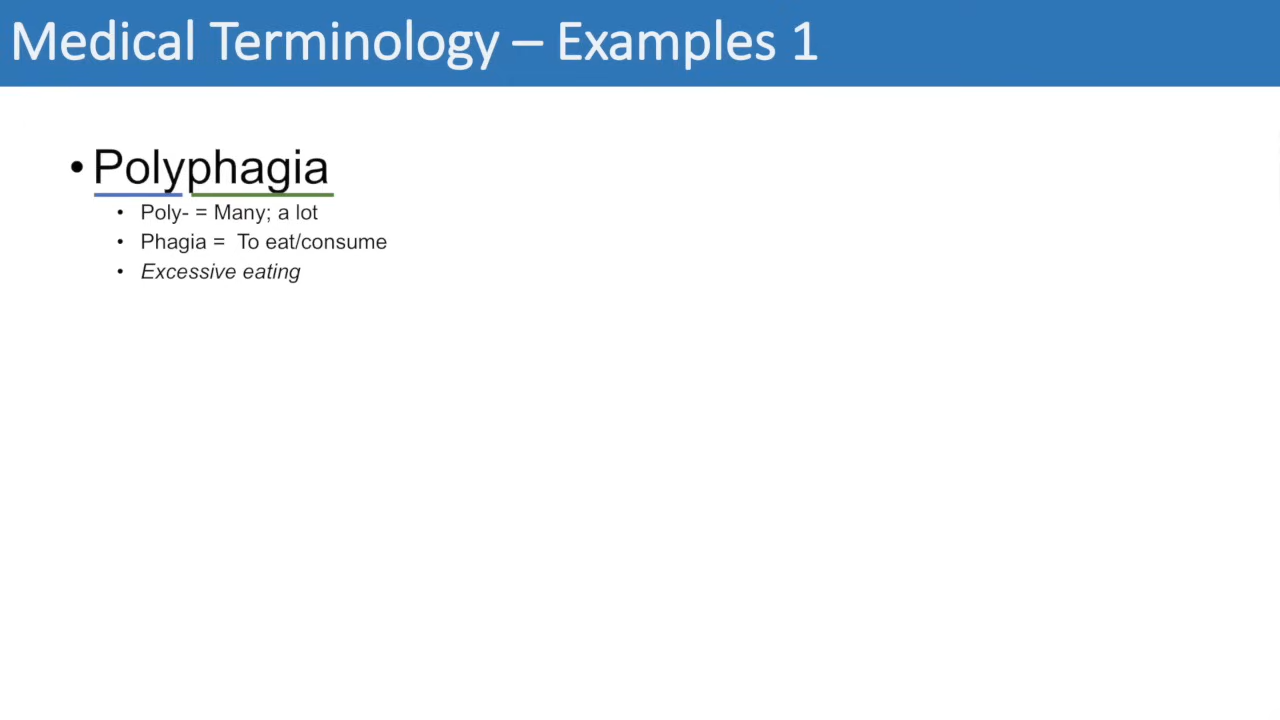 Medical Terminology – Examples 1
• Polyphagia
• Poly- = Many; a lot
• Phagia =  To eat/consume
• Excessive eating